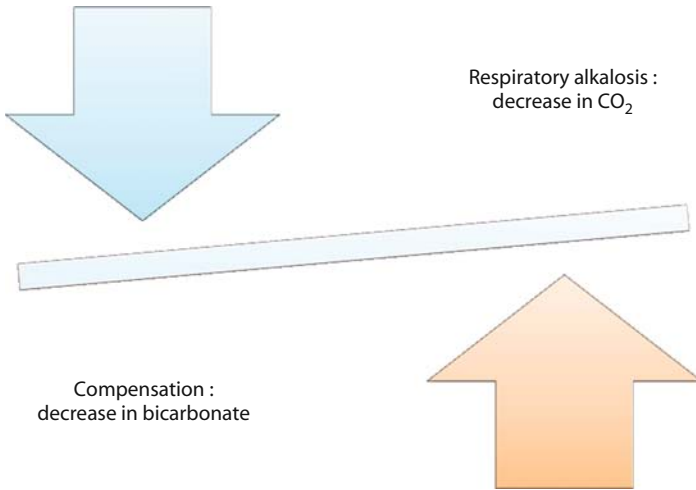 Respiratory alkalosis :
decrease in CO₂
Compensation :
decrease in bicarbonate